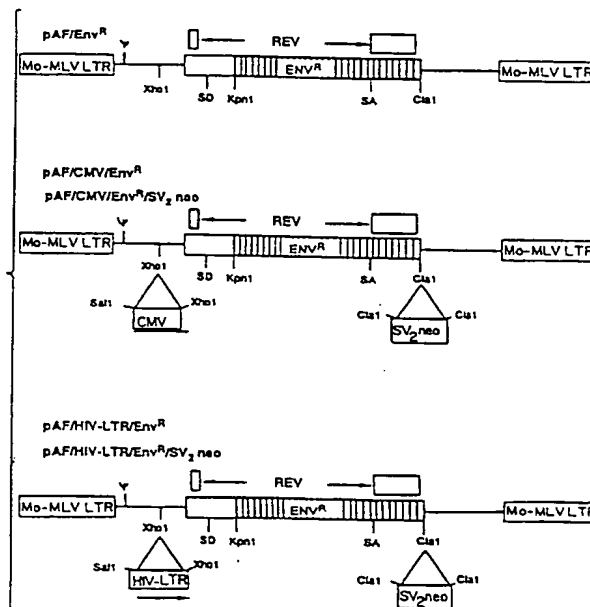 pAF/Env^R
Ψ REV
Mo-MLV LTR ENV^R Mo-MLV LTR
Xho1 SD Kpn1 SA Cla1
pAF/CMV/Env^R
pAF/CMV/Env^R/SV₂ neo
Ψ REV
Mo-MLV LTR ENV^R Mo-MLV LTR
Xho1 SD Kpn1 SA Cla1
Sal1 Xho1 Cla1 Cla1
CMV SV₂neo
pAF/HIV-LTR/Env^R
pAF/HIV-LTR/Env^R/SV₂ neo
Ψ REV
Mo-MLV LTR ENV^R Mo-MLV LTR
Xho1 SD Kpn1 SA Cla1
Sal1 Xho1 Cla1 Cla1
HIV-LTR SV₂neo